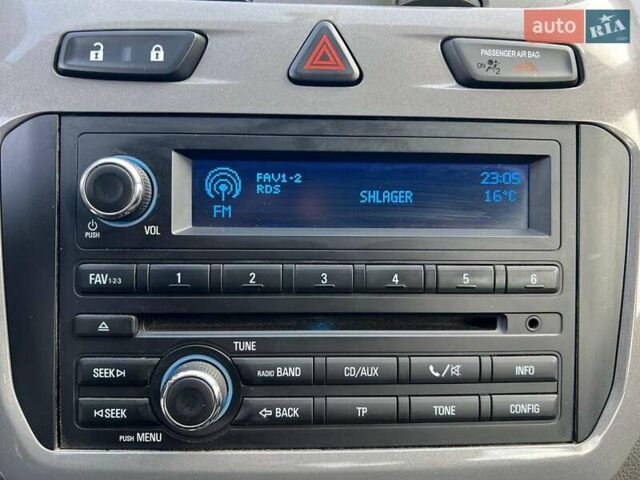 auto RIA
.com
PASSENGER AIR BAG
ON 2
FAV1-2 23:05
RDS
SHLAGER 16°C
FM
PUSH VOL
FAV 1-2-3 1 2 3 4 5 6
TUNE
SEEK RADIO BAND CD/AUX INFO
SEEK BACK TP TONE CONFIG
PUSH MENU